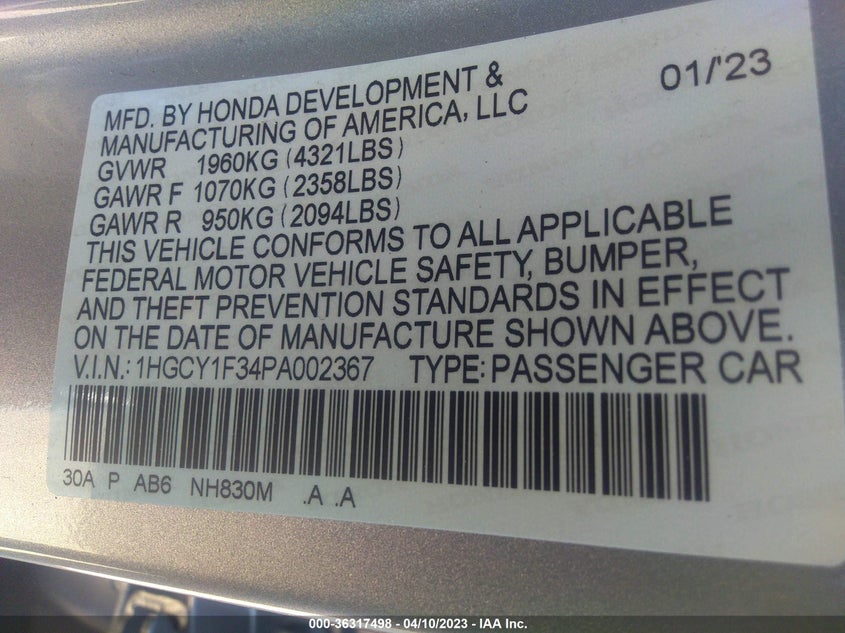 01/'23
MFD. BY HONDA DEVELOPMENT &
MANUFACTURING OF AMERICA, LLC
GVWR 1960KG (4321LBS)
GAWR F 1070KG (2358LBS)
GAWR R 950KG (2094LBS)
THIS VEHICLE CONFORMS TO ALL APPLICABLE
FEDERAL MOTOR VEHICLE SAFETY, BUMPER,
AND THEFT PREVENTION STANDARDS IN EFFECT
ON THE DATE OF MANUFACTURE SHOWN ABOVE.
V.I.N.: 1HGCY1F34PA002367 TYPE: PASSENGER CAR
30A P AB6 NH830M .A .A
000-36317498 - 04/10/2023 - IAA Inc.